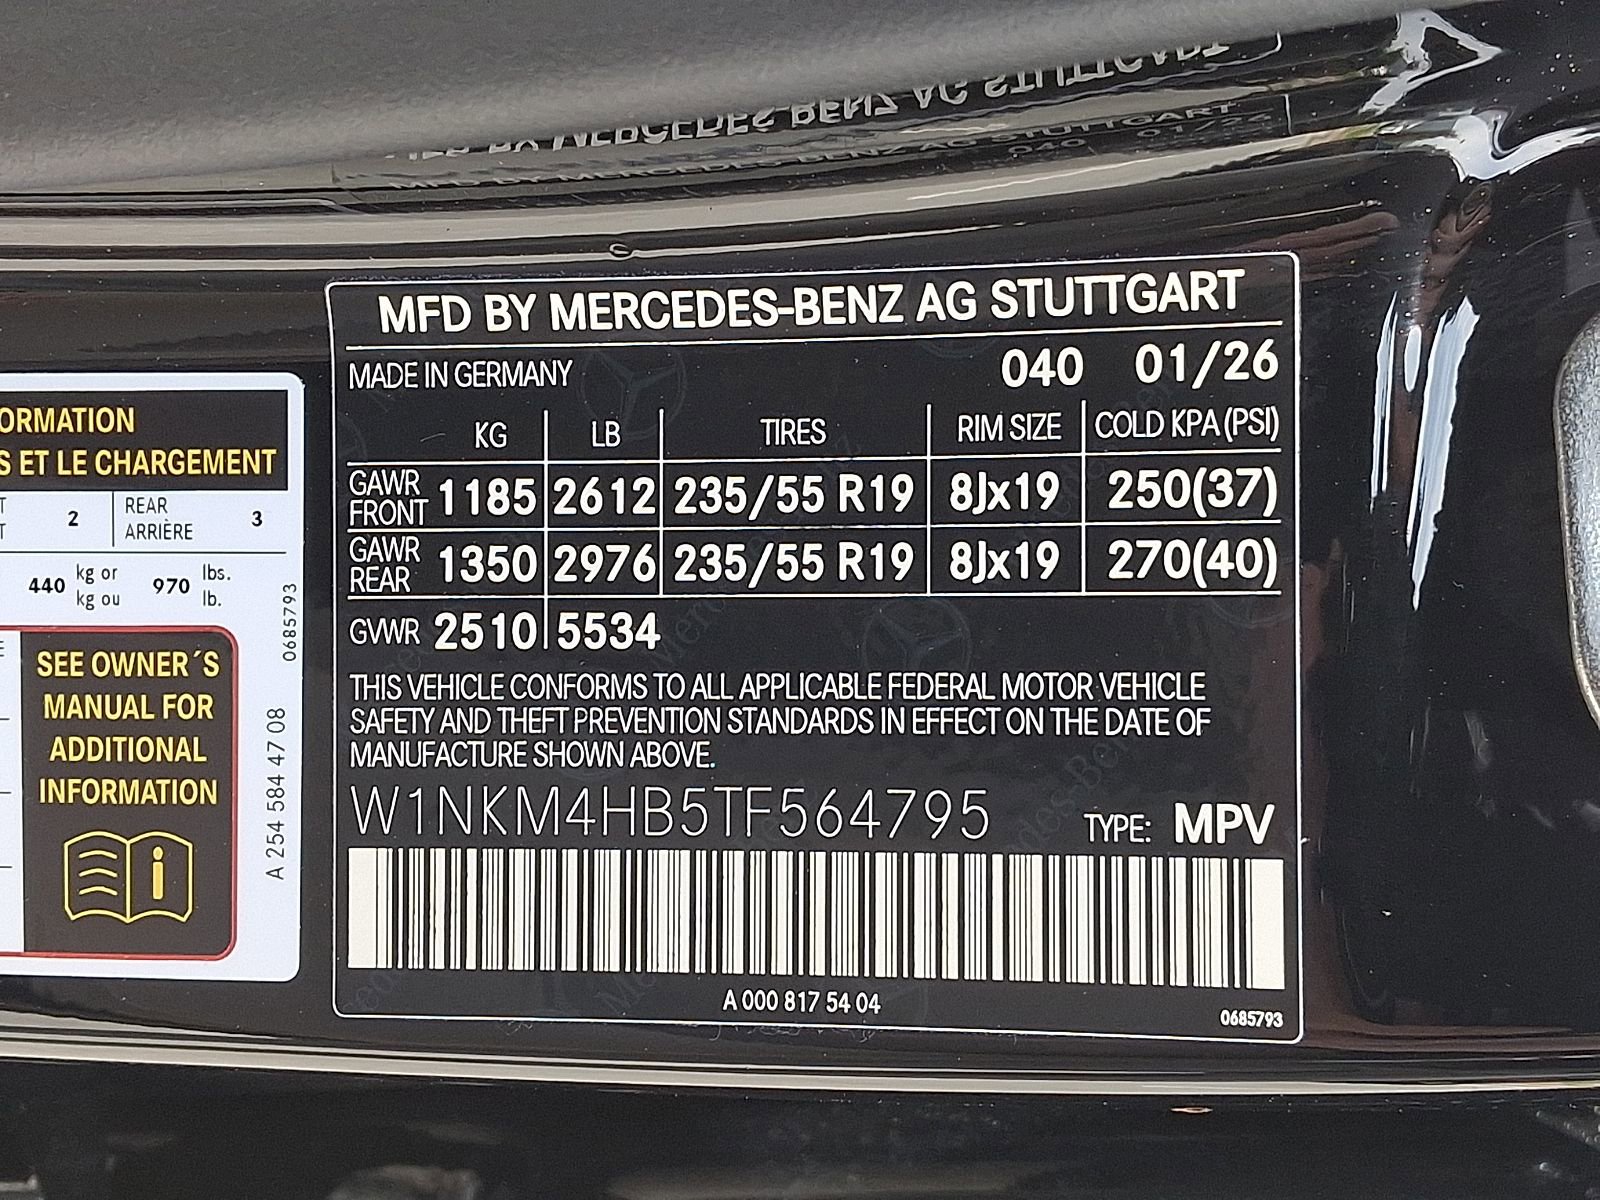 MFD BY MERCEDES-BENZ AG STUTTGART
MADE IN GERMANY 040 01/26
KG LB TIRES RIM SIZE COLD KPA (PSI)
GAWR FRONT 1185 2612 235/55 R19 8Jx19 250(37)
GAWR REAR 1350 2976 235/55 R19 8Jx19 270(40)
GVWR 2510 5534
THIS VEHICLE CONFORMS TO ALL APPLICABLE FEDERAL MOTOR VEHICLE
SAFETY AND THEFT PREVENTION STANDARDS IN EFFECT ON THE DATE OF
MANUFACTURE SHOWN ABOVE.
W1NKM4HB5TF564795 TYPE: MPV
A 000 817 54 04
0685793
ORMATION
S ET LE CHARGEMENT
2 REAR 3
ARRIÈRE
440 kg or 970 lbs.
kg ou lb.
0685793
SEE OWNER´S
MANUAL FOR
ADDITIONAL
INFORMATION
A 254 584 47 08